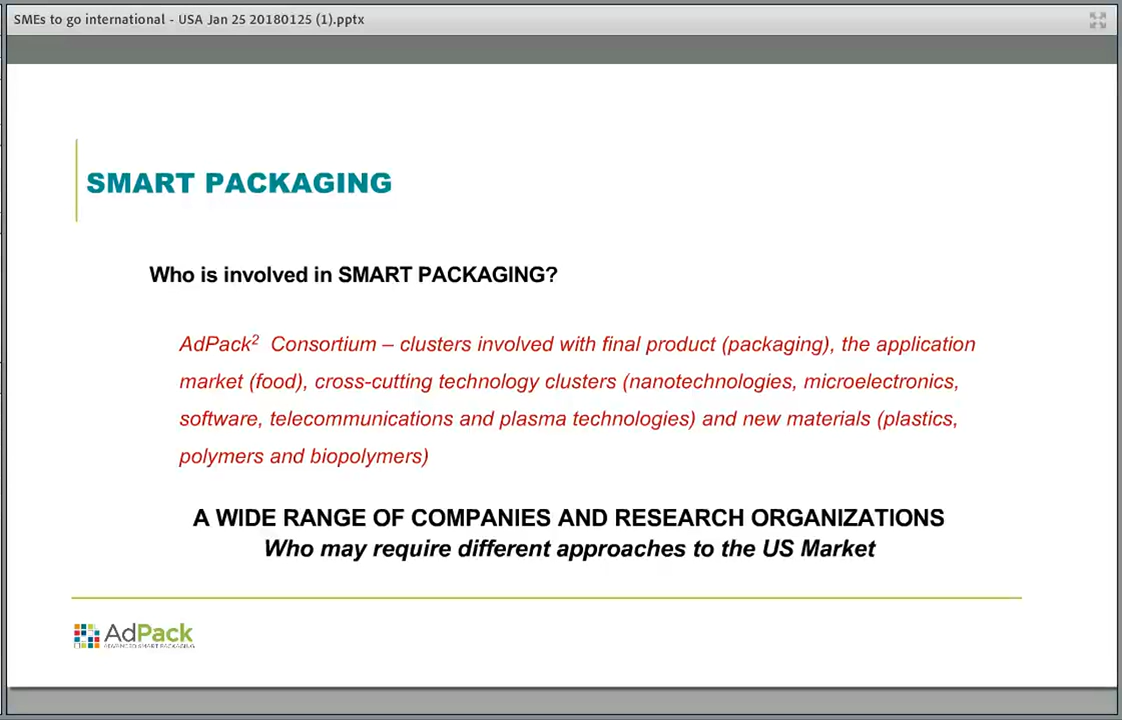 SMEs to go international - USA Jan 25 20180125 (1).pptx
SMART PACKAGING
Who is involved in SMART PACKAGING?
AdPack² Consortium – clusters involved with final product (packaging), the application
market (food), cross-cutting technology clusters (nanotechnologies, microelectronics,
software, telecommunications and plasma technologies) and new materials (plastics,
polymers and biopolymers)
A WIDE RANGE OF COMPANIES AND RESEARCH ORGANIZATIONS
Who may require different approaches to the US Market
AdPack
ADVANCED SMART PACKAGING